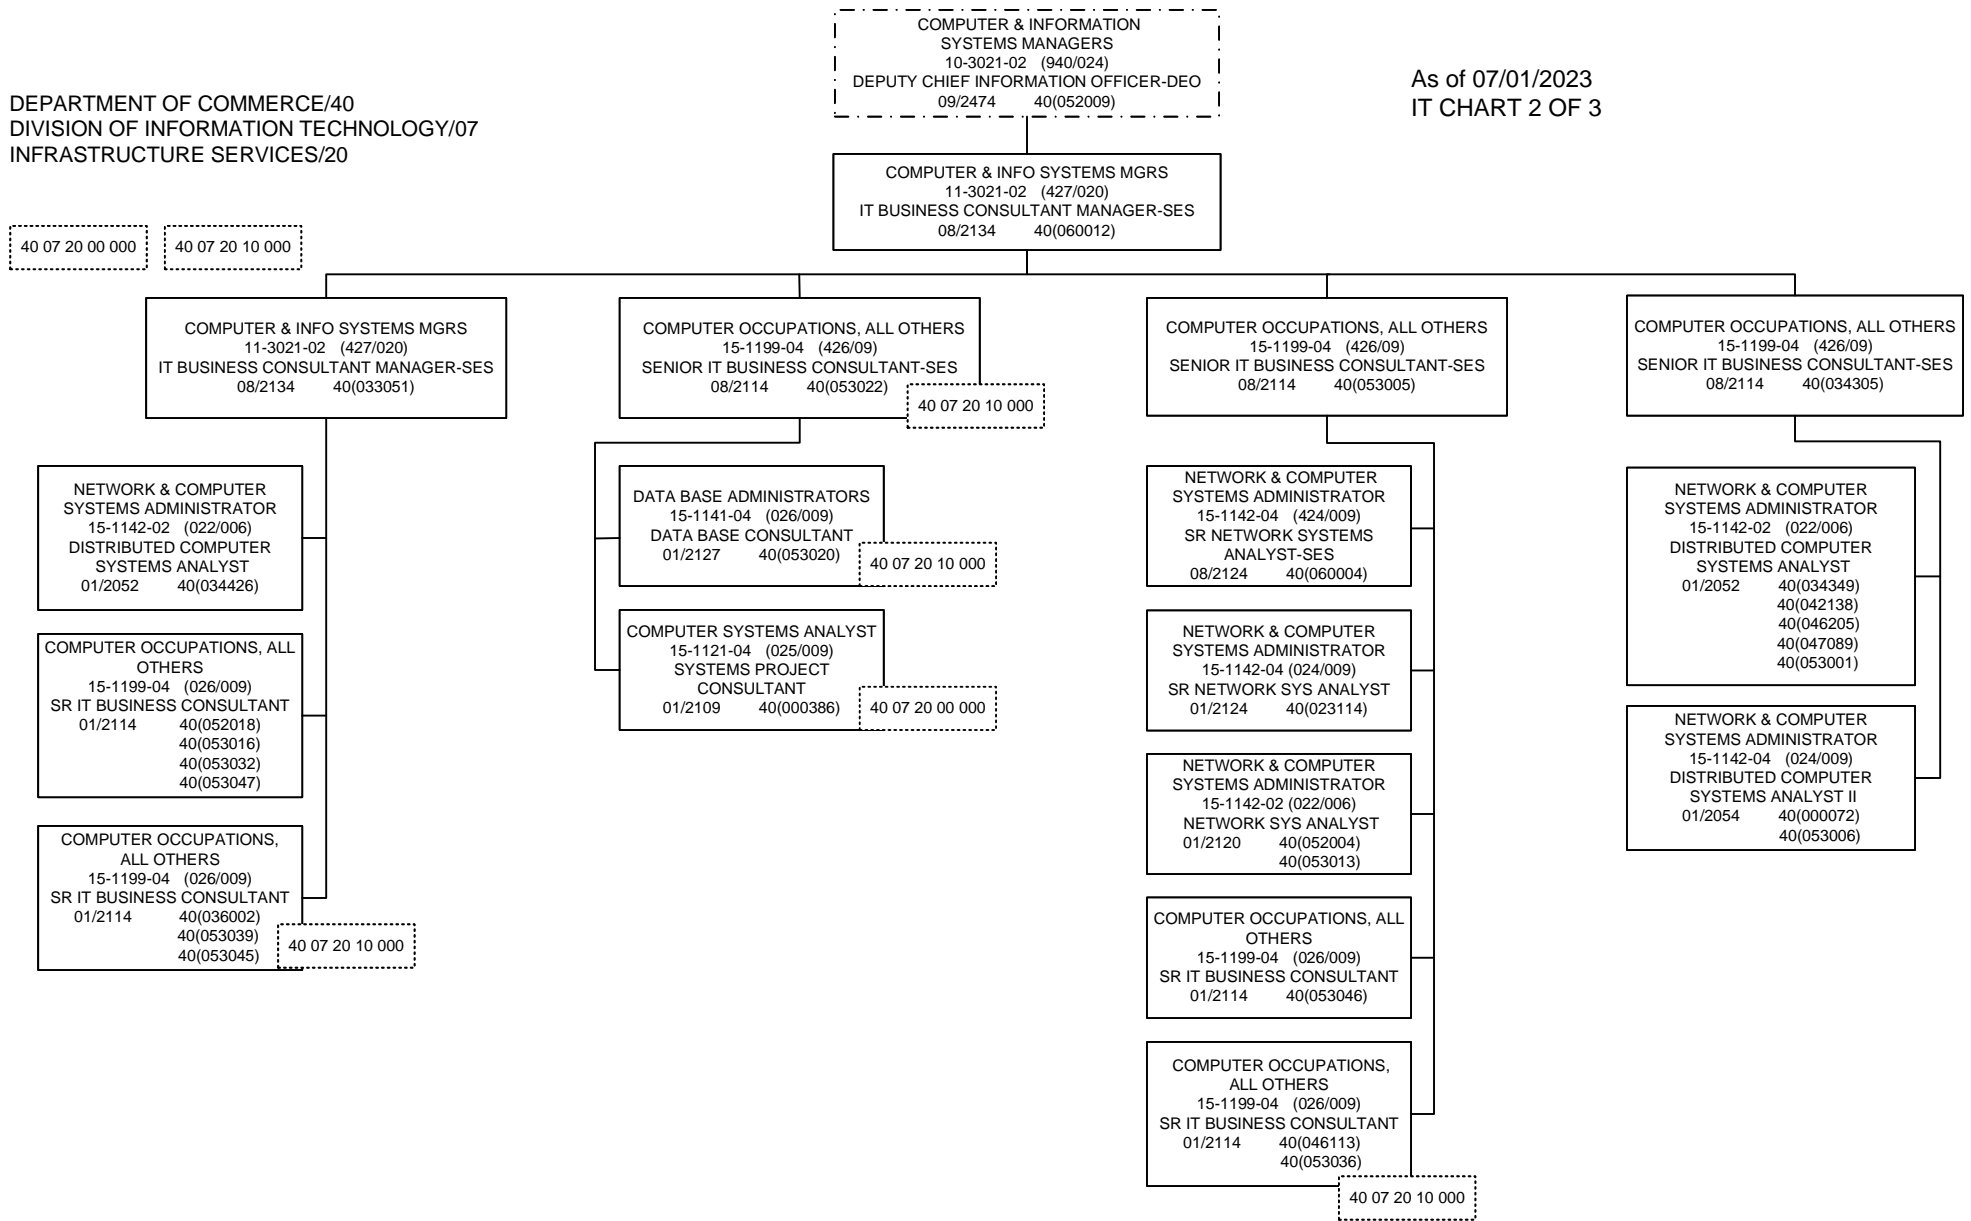 COMPUTER & INFORMATION
SYSTEMS MANAGERS
10-3021-02 (940/024)
DEPUTY CHIEF INFORMATION OFFICER-DEO
09/2474 40(052009)
As of 07/01/2023
IT CHART 2 OF 3
DEPARTMENT OF COMMERCE/40
DIVISION OF INFORMATION TECHNOLOGY/07
INFRASTRUCTURE SERVICES/20
COMPUTER & INFO SYSTEMS MGRS
11-3021-02 (427/020)
IT BUSINESS CONSULTANT MANAGER-SES
08/2134 40(060012)
40 07 20 00 000
40 07 20 10 000
COMPUTER & INFO SYSTEMS MGRS
11-3021-02 (427/020)
IT BUSINESS CONSULTANT MANAGER-SES
08/2134 40(033051)
NETWORK & COMPUTER
SYSTEMS ADMINISTRATOR
15-1142-02 (022/006)
DISTRIBUTED COMPUTER
SYSTEMS ANALYST
01/2052 40(034426)
COMPUTER OCCUPATIONS, ALL
OTHERS
15-1199-04 (026/009)
SR IT BUSINESS CONSULTANT
01/2114 40(052018)
40(053016)
40(053032)
40(053047)
COMPUTER OCCUPATIONS,
ALL OTHERS
15-1199-04 (026/009)
SR IT BUSINESS CONSULTANT
01/2114 40(036002)
40(053039)
40(053045)
40 07 20 10 000
COMPUTER OCCUPATIONS, ALL OTHERS
15-1199-04 (426/09)
SENIOR IT BUSINESS CONSULTANT-SES
08/2114 40(053022)
40 07 20 10 000
DATA BASE ADMINISTRATORS
15-1141-04 (026/009)
DATA BASE CONSULTANT
01/2127 40(053020)
40 07 20 10 000
COMPUTER SYSTEMS ANALYST
15-1121-04 (025/009)
SYSTEMS PROJECT
CONSULTANT
01/2109 40(000386)
40 07 20 00 000
COMPUTER OCCUPATIONS, ALL OTHERS
15-1199-04 (426/09)
SENIOR IT BUSINESS CONSULTANT-SES
08/2114 40(053005)
NETWORK & COMPUTER
SYSTEMS ADMINISTRATOR
15-1142-04 (424/009)
SR NETWORK SYSTEMS
ANALYST-SES
08/2124 40(060004)
NETWORK & COMPUTER
SYSTEMS ADMINISTRATOR
15-1142-04 (024/009)
SR NETWORK SYS ANALYST
01/2124 40(023114)
NETWORK & COMPUTER
SYSTEMS ADMINISTRATOR
15-1142-02 (022/006)
NETWORK SYS ANALYST
01/2120 40(052004)
40(053013)
COMPUTER OCCUPATIONS, ALL
OTHERS
15-1199-04 (026/009)
SR IT BUSINESS CONSULTANT
01/2114 40(053046)
COMPUTER OCCUPATIONS,
ALL OTHERS
15-1199-04 (026/009)
SR IT BUSINESS CONSULTANT
01/2114 40(046113)
40(053036)
40 07 20 10 000
COMPUTER OCCUPATIONS, ALL OTHERS
15-1199-04 (426/09)
SENIOR IT BUSINESS CONSULTANT-SES
08/2114 40(034305)
NETWORK & COMPUTER
SYSTEMS ADMINISTRATOR
15-1142-02 (022/006)
DISTRIBUTED COMPUTER
SYSTEMS ANALYST
01/2052 40(034349)
40(042138)
40(046205)
40(047089)
40(053001)
NETWORK & COMPUTER
SYSTEMS ADMINISTRATOR
15-1142-04 (024/009)
DISTRIBUTED COMPUTER
SYSTEMS ANALYST II
01/2054 40(000072)
40(053006)